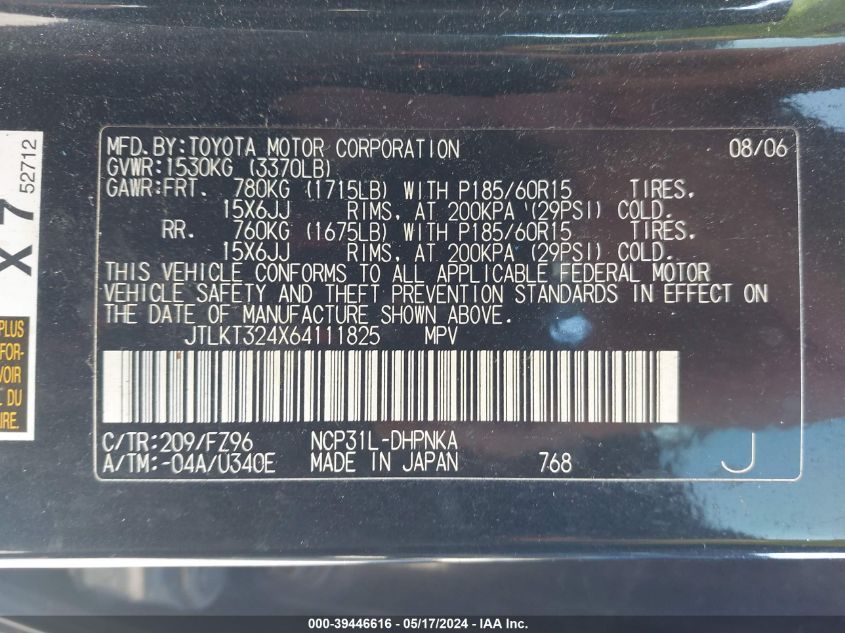 MFD.BY:TOYOTA MOTOR CORPORATION 08/06
GVWR:1530KG (3370LB)
GAWR:FRT. 780KG (1715LB) WITH P185/60R15 TIRES.
15X6JJ RIMS, AT 200KPA (29PSI) COLD.
RR. 760KG (1675LB) WITH P185/60R15 TIRES.
15X6JJ RIMS, AT 200KPA (29PSI) COLD.
THIS VEHICLE CONFORMS TO ALL APPLICABLE FEDERAL MOTOR
VEHICLE SAFETY AND THEFT PREVENTION STANDARDS IN EFFECT ON
THE DATE OF MANUFACTURE SHOWN ABOVE.
JTLKT324X64111825 MPV
C/TR:209/FZ96 NCP31L-DHPNKA
A/TM:-04A/U340E MADE IN JAPAN 768 J
X 7
52712
PLUS
FOR-
VOIR
DU
IRE.
000-39446616 - 05/17/2024 - IAA Inc.